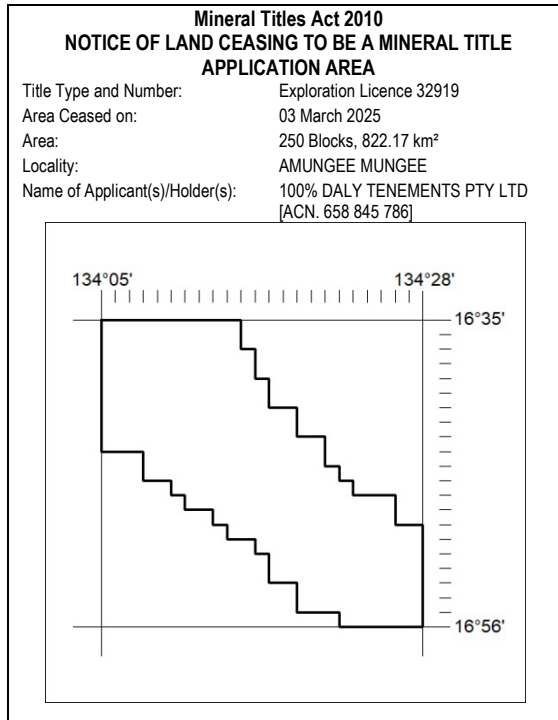 Mineral Titles Act 2010
NOTICE OF LAND CEASING TO BE A MINERAL TITLE
APPLICATION AREA
Title Type and Number: Exploration Licence 32919
Area Ceased on: 03 March 2025
Area: 250 Blocks, 822.17 km²
Locality: AMUNGEE MUNGEE
Name of Applicant(s)/Holder(s): 100% DALY TENEMENTS PTY LTD
[ACN. 658 845 786]
134°05' 134°28'
16°35'
16°56'